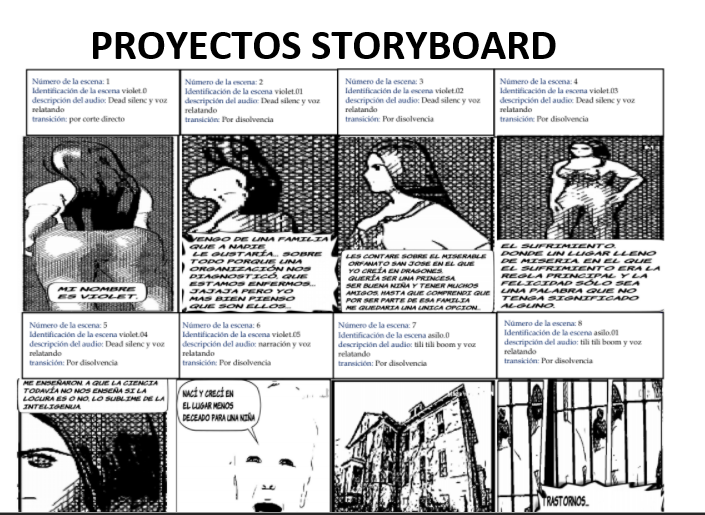 PROYECTOS STORYBOARD
Número de la escena: 1
Identificación de la escena violet.0
descripción del audio: Dead silenc y voz
relatando
transición: por corte directo
Número de la escena: 2
Identificación de la escena violet.01
descripción del audio: Dead silenc y voz
relatando
transición: Por disolvencia
Número de la escena: 3
Identificación de la escena violet.02
descripción del audio: Dead silenc y voz
relatando
transición: Por disolvencia
Número de la escena: 4
Identificación de la escena violet.03
descripción del audio: Dead silenc y voz
relatando
transición: Por disolvencia
MI NOMBRE
ES VIOLET.
VENGO DE UNA FAMILIA
QUE A NADIE
LE GUSTARÍA... SOBRE
TODO PORQUE UNA
ORGANIZACIÓN NOS
DIAGNOSTICÓ, QUE
ESTAMOS ENFERMOS...
JAJAJA PERO YO
MAS BIEN PIENSO
QUE SON ELLOS...
LES CONTARE SOBRE EL MISERABLE
ORFANATO SAN JOSE EN EL QUE
YO CREÍA EN DRAGONES,
QUERÍA SER UNA PRINCESA,
SER BUENA NIÑA Y TENER MUCHOS
AMIGOS, HASTA QUE COMPRENDI QUE
POR SER PARTE DE ESA FAMILIA
ME QUEDARIA UNA UNICA OPCION...
EL SUFRIMIENTO.
DONDE UN LUGAR LLENO
DE MISERIA EN EL QUE
EL SUFRIMIENTO ERA LA
REGLA PRINCIPAL Y LA
FELICIDAD SÓLO SEA
UNA PALABRA QUE NO
TENGA SIGNIFICADO
ALGUNO.
Número de la escena: 5
Identificación de la escena violet.04
descripción del audio: Dead silenc y voz
relatando
transición: Por disolvencia
Número de la escena: 6
Identificación de la escena violet.05
descripción del audio: narración y voz
relatando
transición: Por disolvencia
Número de la escena: 7
Identificación de la escena asilo.0
descripción del audio: tili tili boom y voz
relatando
transición: Por disolvencia
Número de la escena: 8
Identificación de la escena asilo.01
descripción del audio: tili tili boom y voz
relatando
transición: Por disolvencia
ME ENSEÑARON, A QUE LA CIENCIA
TODAVÍA NO NOS ENSEÑA SI LA
LOCURA ES O NO, LO SUBLIME DE LA
INTELIGENUA.
NACÍ Y CRECÍ EN
EL LUGAR MENOS
DECEADO PARA UNA NIÑA
TRASTORNOS...